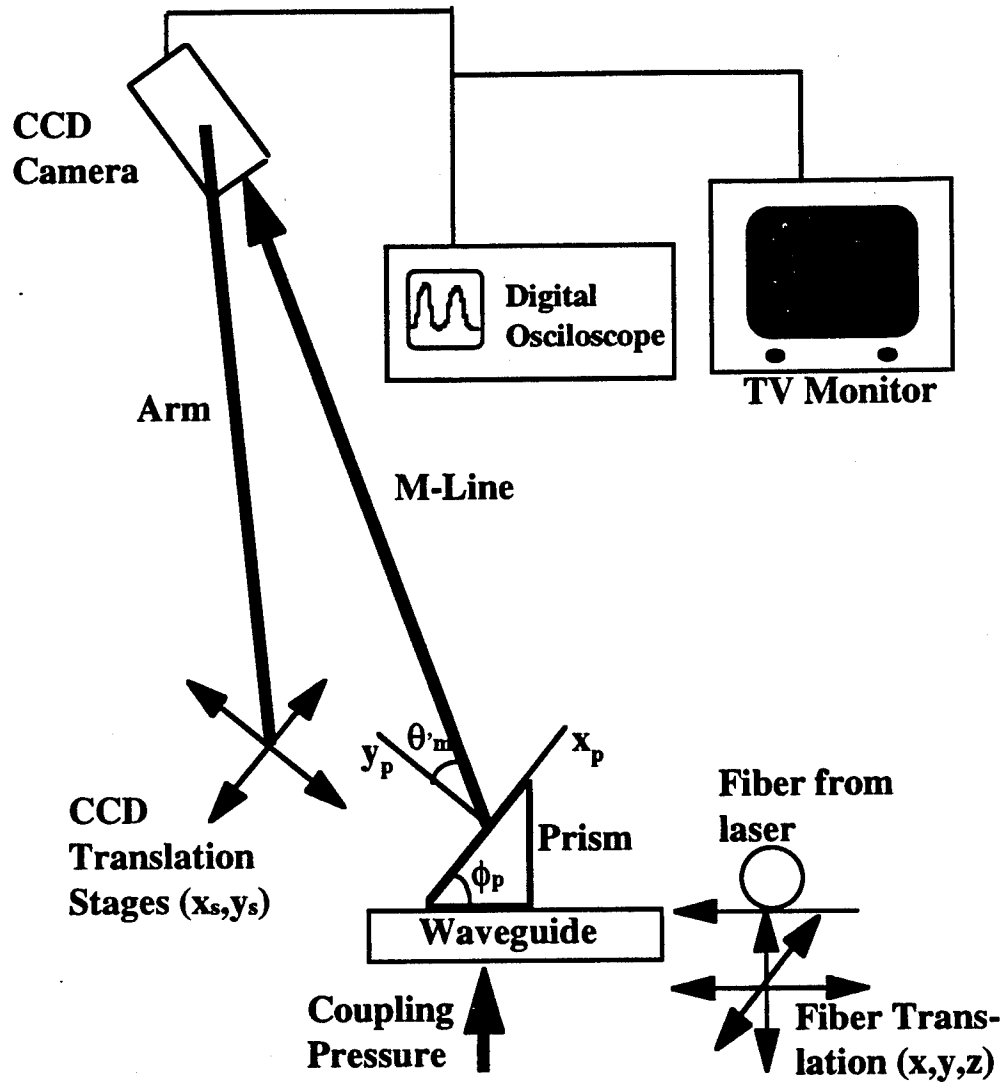 CCD
Camera
Digital
Osciloscope
TV Monitor
Arm
M-Line
θ'm
yp
xp
Fiber from
laser
CCD
Translation
Stages (xs,ys)
Prism
ϕp
Waveguide
Coupling
Pressure
Fiber Trans-
lation (x,y,z)